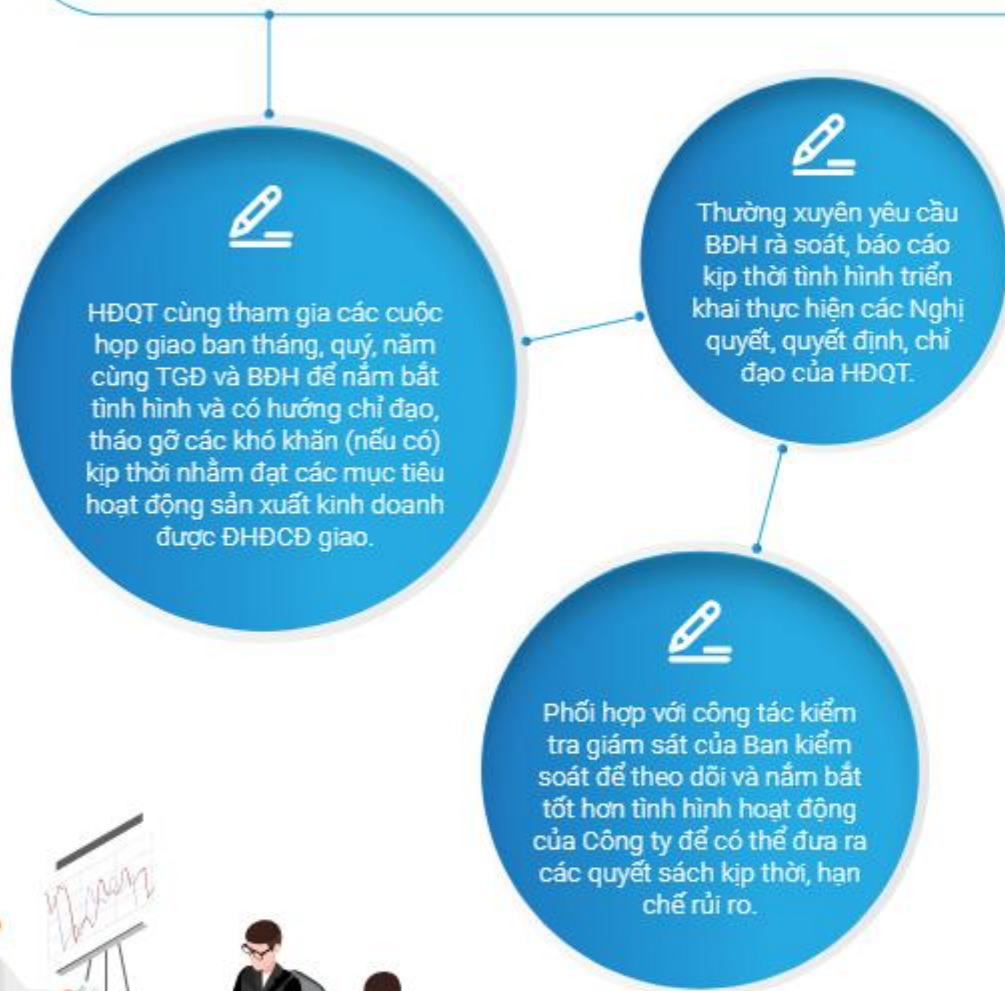 HĐQT cùng tham gia các cuộc
họp giao ban tháng, quý, năm
cùng TGĐ và BĐH để nắm bắt
tình hình và có hướng chỉ đạo,
tháo gỡ các khó khăn (nếu có)
kịp thời nhằm đạt các mục tiêu
hoạt động sản xuất kinh doanh
được ĐHĐCĐ giao.
Thường xuyên yêu cầu
BĐH rà soát, báo cáo
kịp thời tình hình triển
khai thực hiện các Nghị
quyết, quyết định, chỉ
đạo của HĐQT.
Phối hợp với công tác kiểm
tra giám sát của Ban kiểm
soát để theo dõi và nắm bắt
tốt hơn tình hình hoạt động
của Công ty để có thể đưa ra
các quyết sách kịp thời, hạn
chế rủi ro.